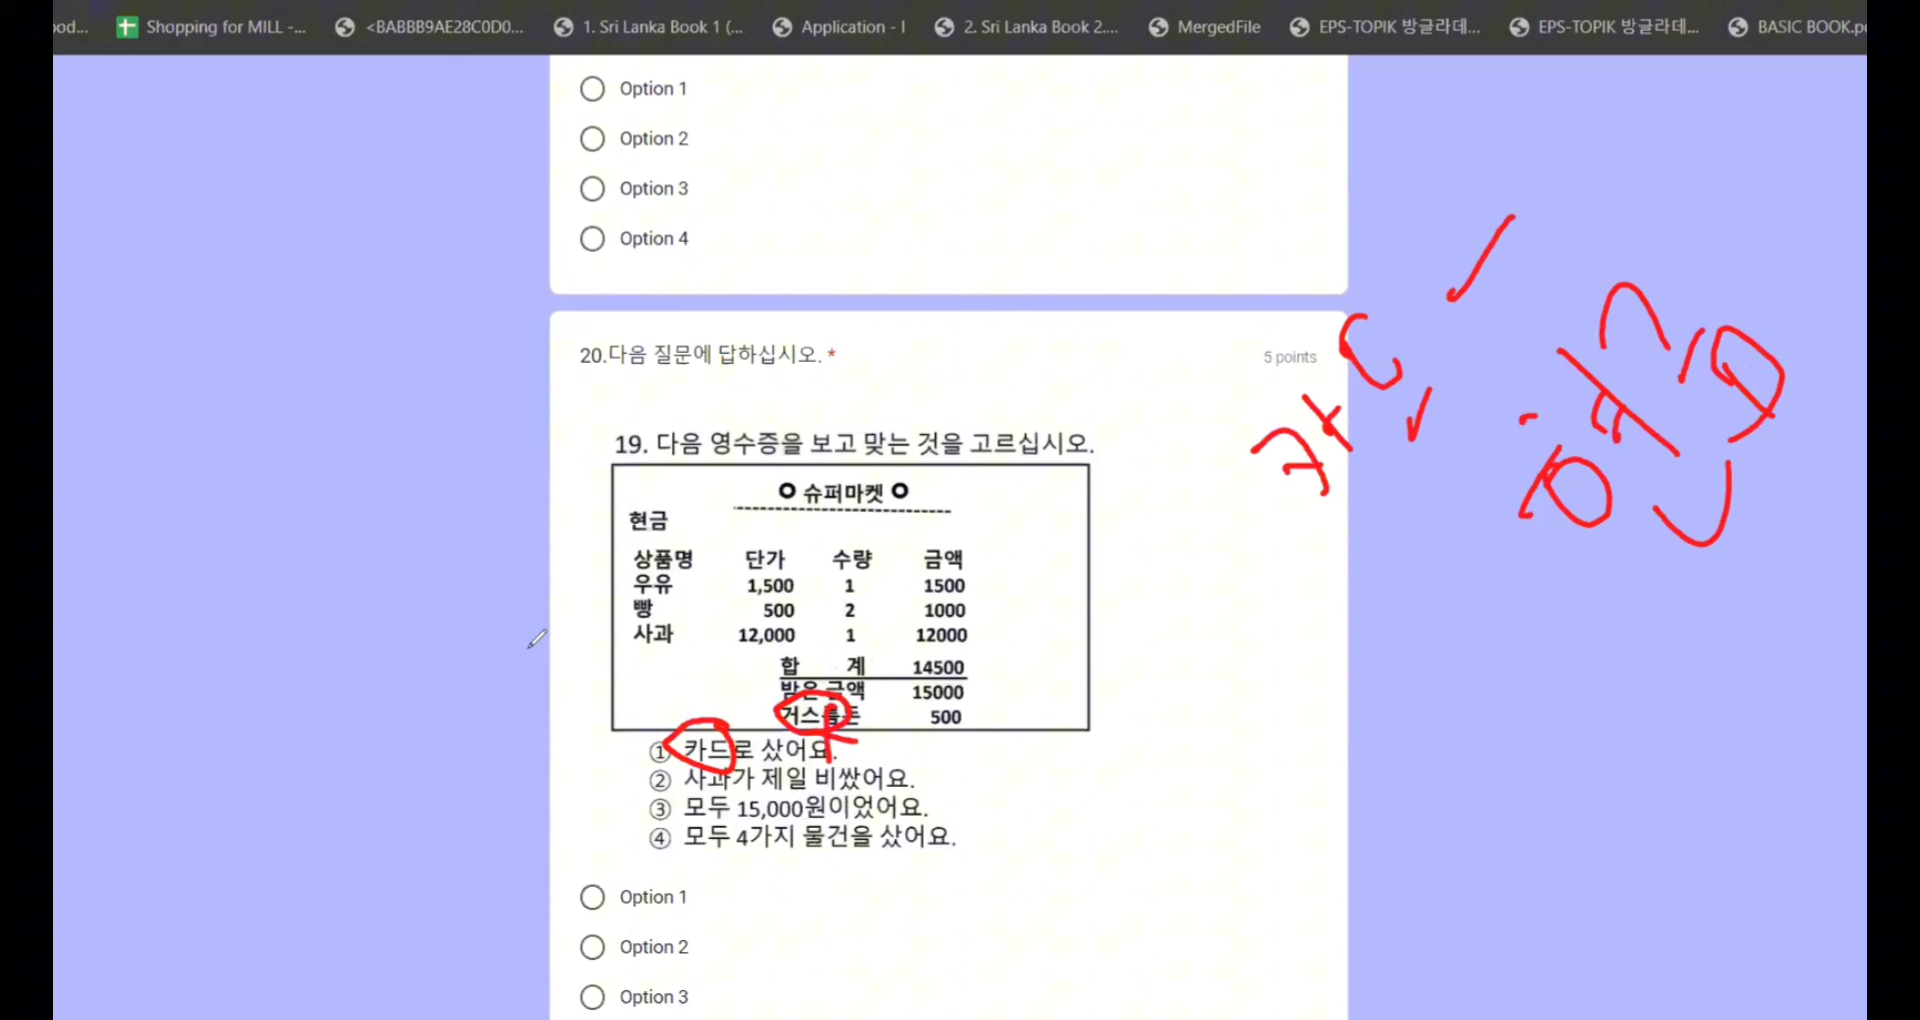 ood... Shopping for MILL -... <BABBB9AE28C0D0... 1. Sri Lanka Book 1 (... Application - I 2. Sri Lanka Book 2.... MergedFile EPS-TOPIK 방글라데... EPS-TOPIK 방글라데... BASIC BOOK.p
Option 1
Option 2
Option 3
Option 4
20.다음 질문에 답하십시오. *
5 points
19. 다음 영수증을 보고 맞는 것을 고르십시오.
슈퍼마켓
현금
상품명 단가 수량 금액
우유 1,500 1 1500
빵 500 2 1000
사과 12,000 1 12000
합 계 14500
받은 금액 15000
거스름돈 500
① 카드로 샀어요.
② 사과가 제일 비쌌어요.
③ 모두 15,000원이었어요.
④ 모두 4가지 물건을 샀어요.
Option 1
Option 2
Option 3